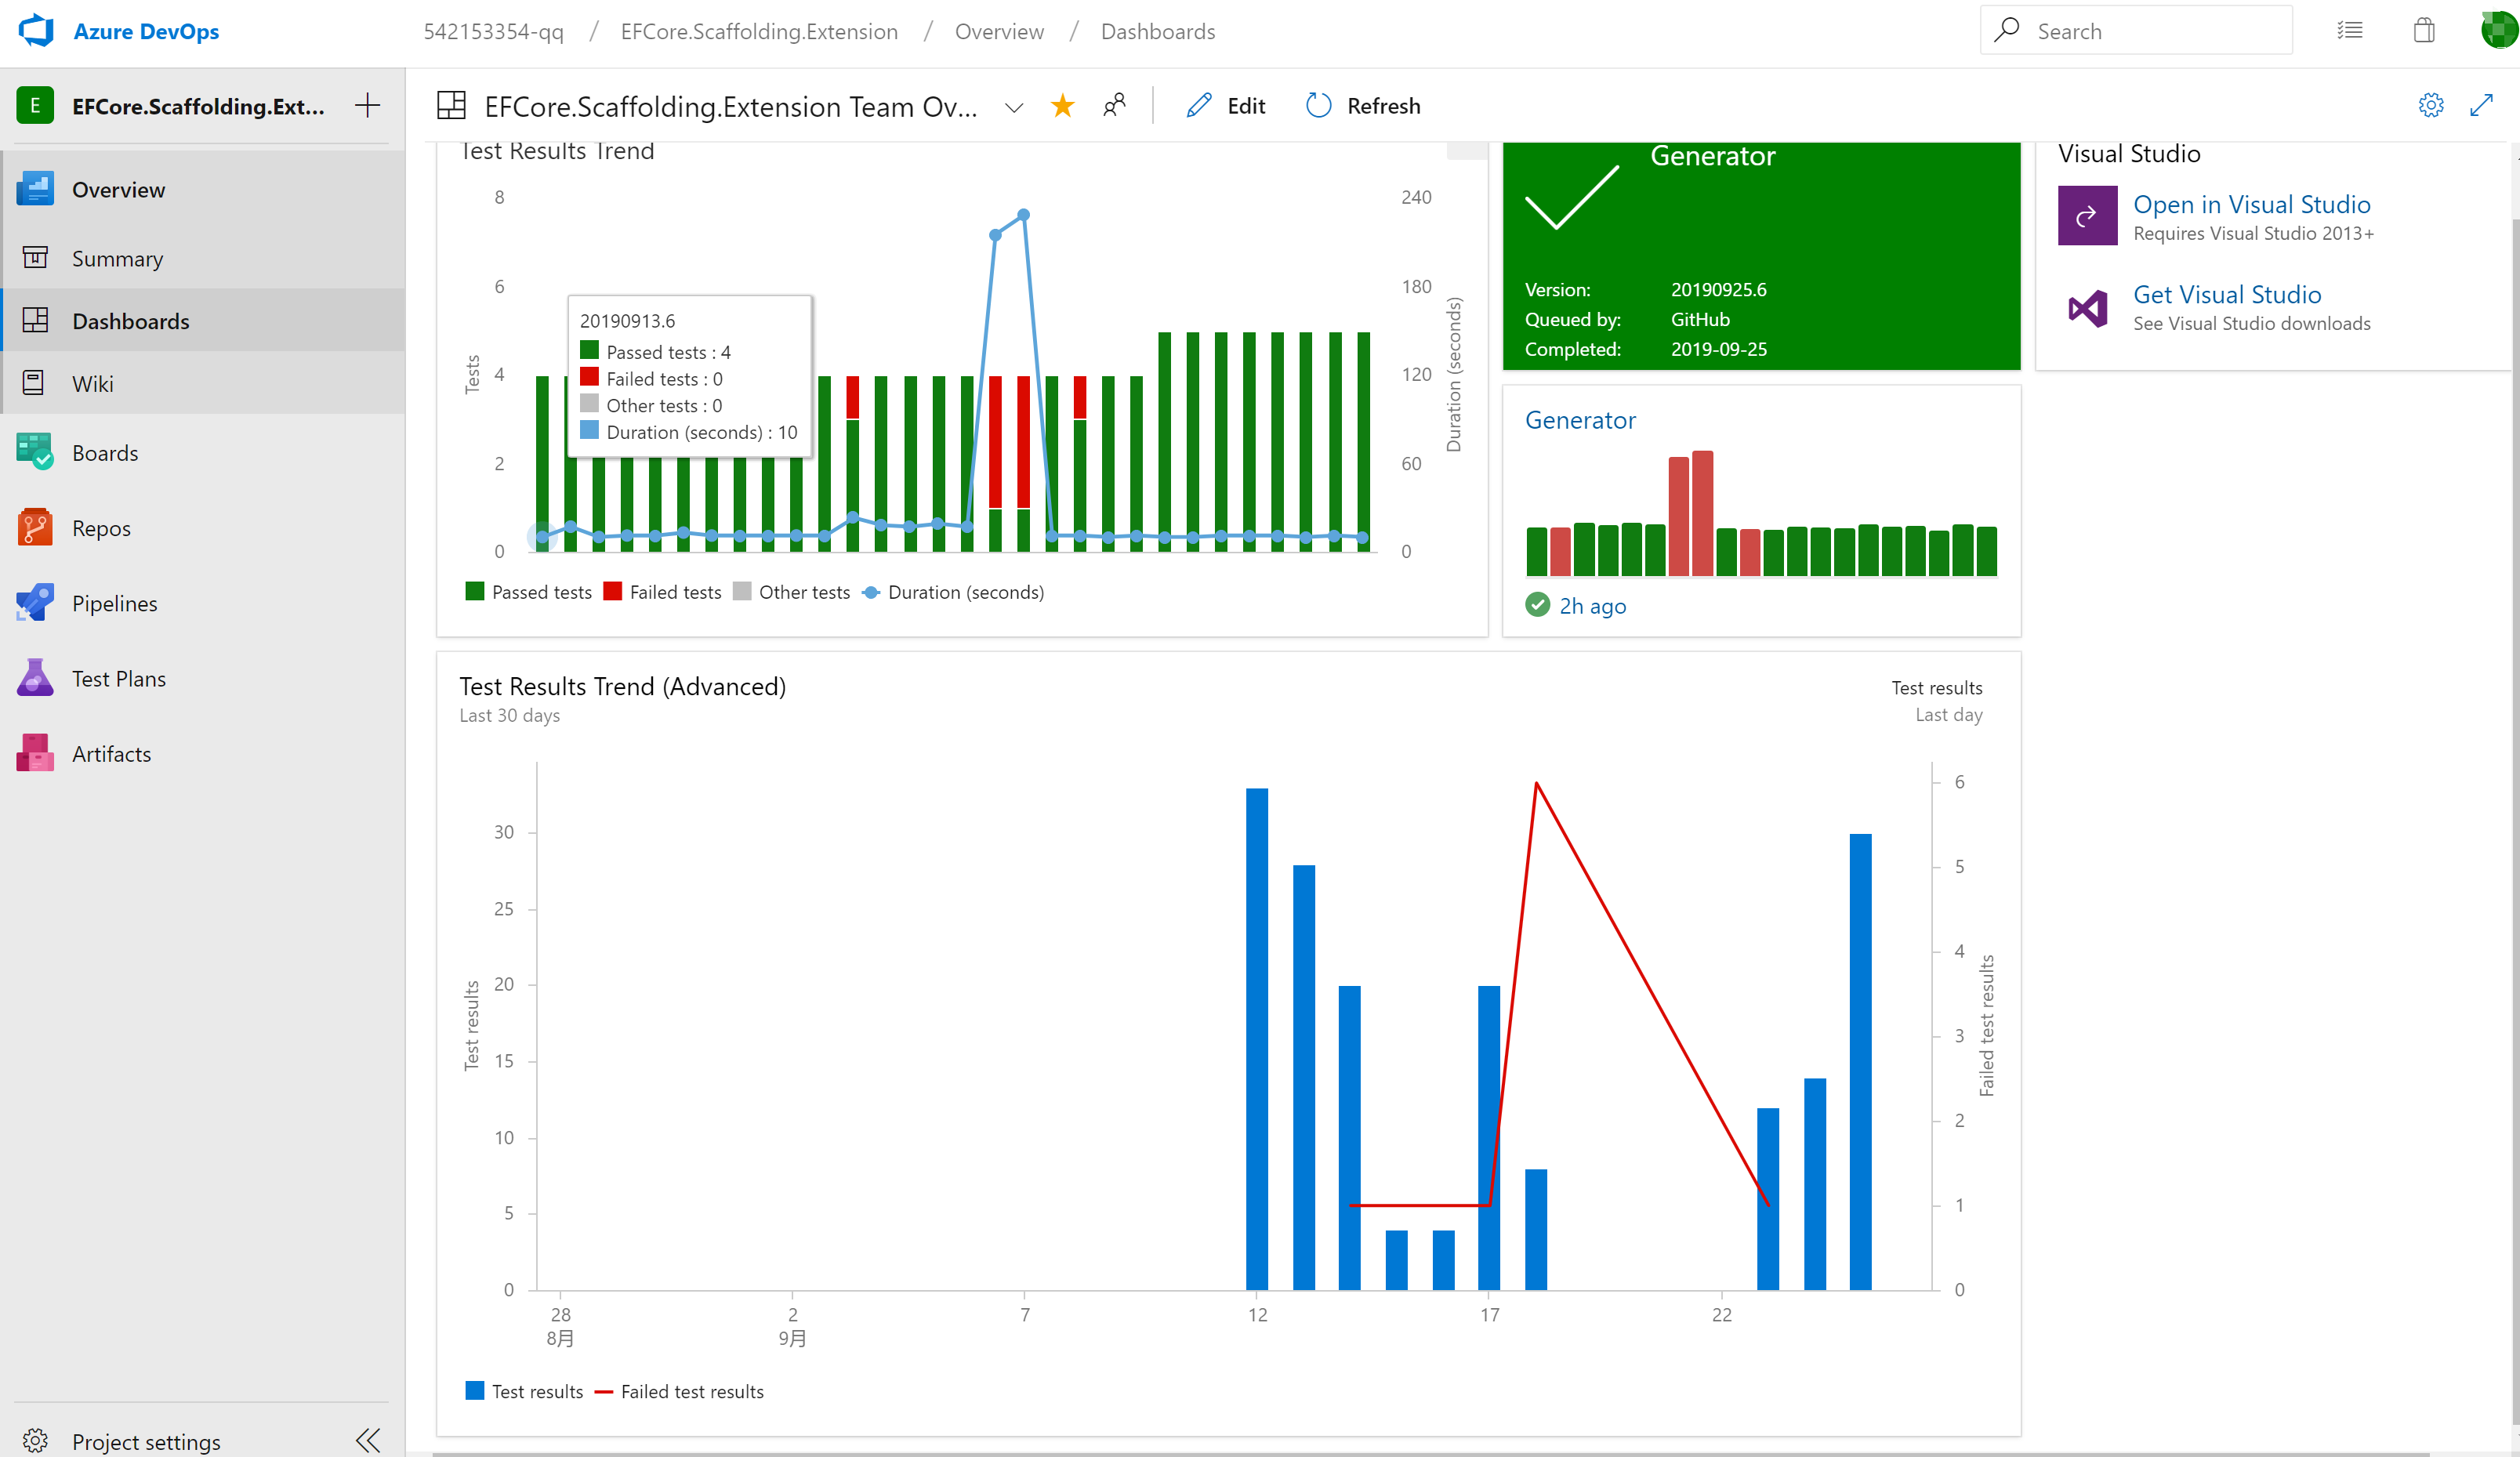 Azure DevOps
542153354-qq / EFCore.Scaffolding.Extension / Overview / Dashboards
Search
E
EFCore.Scaffolding.Ext...
Overview
Summary
Dashboards
Wiki
Boards
Repos
Pipelines
Test Plans
Artifacts
Project settings
EFCore.Scaffolding.Extension Team Ov...
Edit
Refresh
Test Results Trend
8
6
4
2
0
Tests
240
180
120
60
0
Duration (seconds)
20190913.6
Passed tests : 4
Failed tests : 0
Other tests : 0
Duration (seconds) : 10
Passed tests Failed tests Other tests Duration (seconds)
Generator
Version: 20190925.6
Queued by: GitHub
Completed: 2019-09-25
Visual Studio
Open in Visual Studio
Requires Visual Studio 2013+
Get Visual Studio
See Visual Studio downloads
Generator
2h ago
Test Results Trend (Advanced)
Last 30 days
Test results
Last day
30
25
20
15
10
5
0
Test results
6
5
4
3
2
1
0
Failed test results
28 2 7 12 17 22
8月 9月
Test results Failed test results